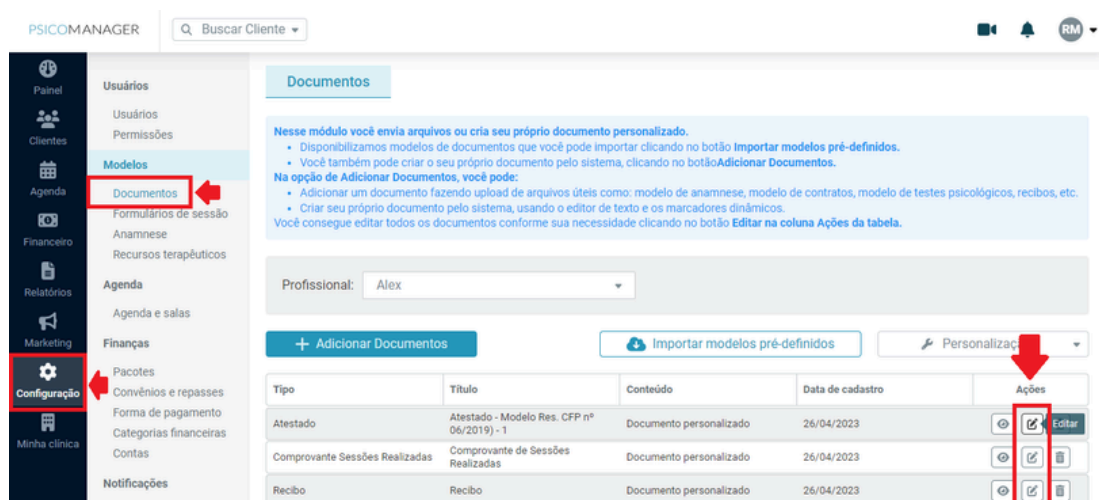 PSICOMANAGER
Buscar Cliente
RM
Painel
Clientes
Agenda
Financeiro
Relatórios
Marketing
Configuração
Minha clínica
Usuários
Usuários
Permissões
Modelos
Documentos
Formulários de sessão
Anamnese
Recursos terapêuticos
Agenda
Agenda e salas
Finanças
Pacotes
Convênios e repasses
Forma de pagamento
Categorias financeiras
Contas
Notificações
Documentos
Nesse módulo você envia arquivos ou cria seu próprio documento personalizado.
• Disponibilizamos modelos de documentos que você pode importar clicando no botão Importar modelos pré-definidos.
• Você também pode criar o seu próprio documento pelo sistema, clicando no botãoAdicionar Documentos.
Na opção de Adicionar Documentos, você pode:
• Adicionar um documento fazendo upload de arquivos úteis como: modelo de anamnese, modelo de contratos, modelo de testes psicológicos, recibos, etc.
• Criar seu próprio documento pelo sistema, usando o editor de texto e os marcadores dinâmicos.
Você consegue editar todos os documentos conforme sua necessidade clicando no botão Editar na coluna Ações da tabela.
Profissional: Alex
+ Adicionar Documentos
Importar modelos pré-definidos
Tipo Título Conteúdo Data de cadastro Ações
Atestado Atestado - Modelo Res. CFP nº 06/2019) - 1 Documento personalizado 26/04/2023 Editar
Comprovante Sessões Realizadas Comprovante de Sessões Realizadas Documento personalizado 26/04/2023
Recibo Recibo Documento personalizado 26/04/2023